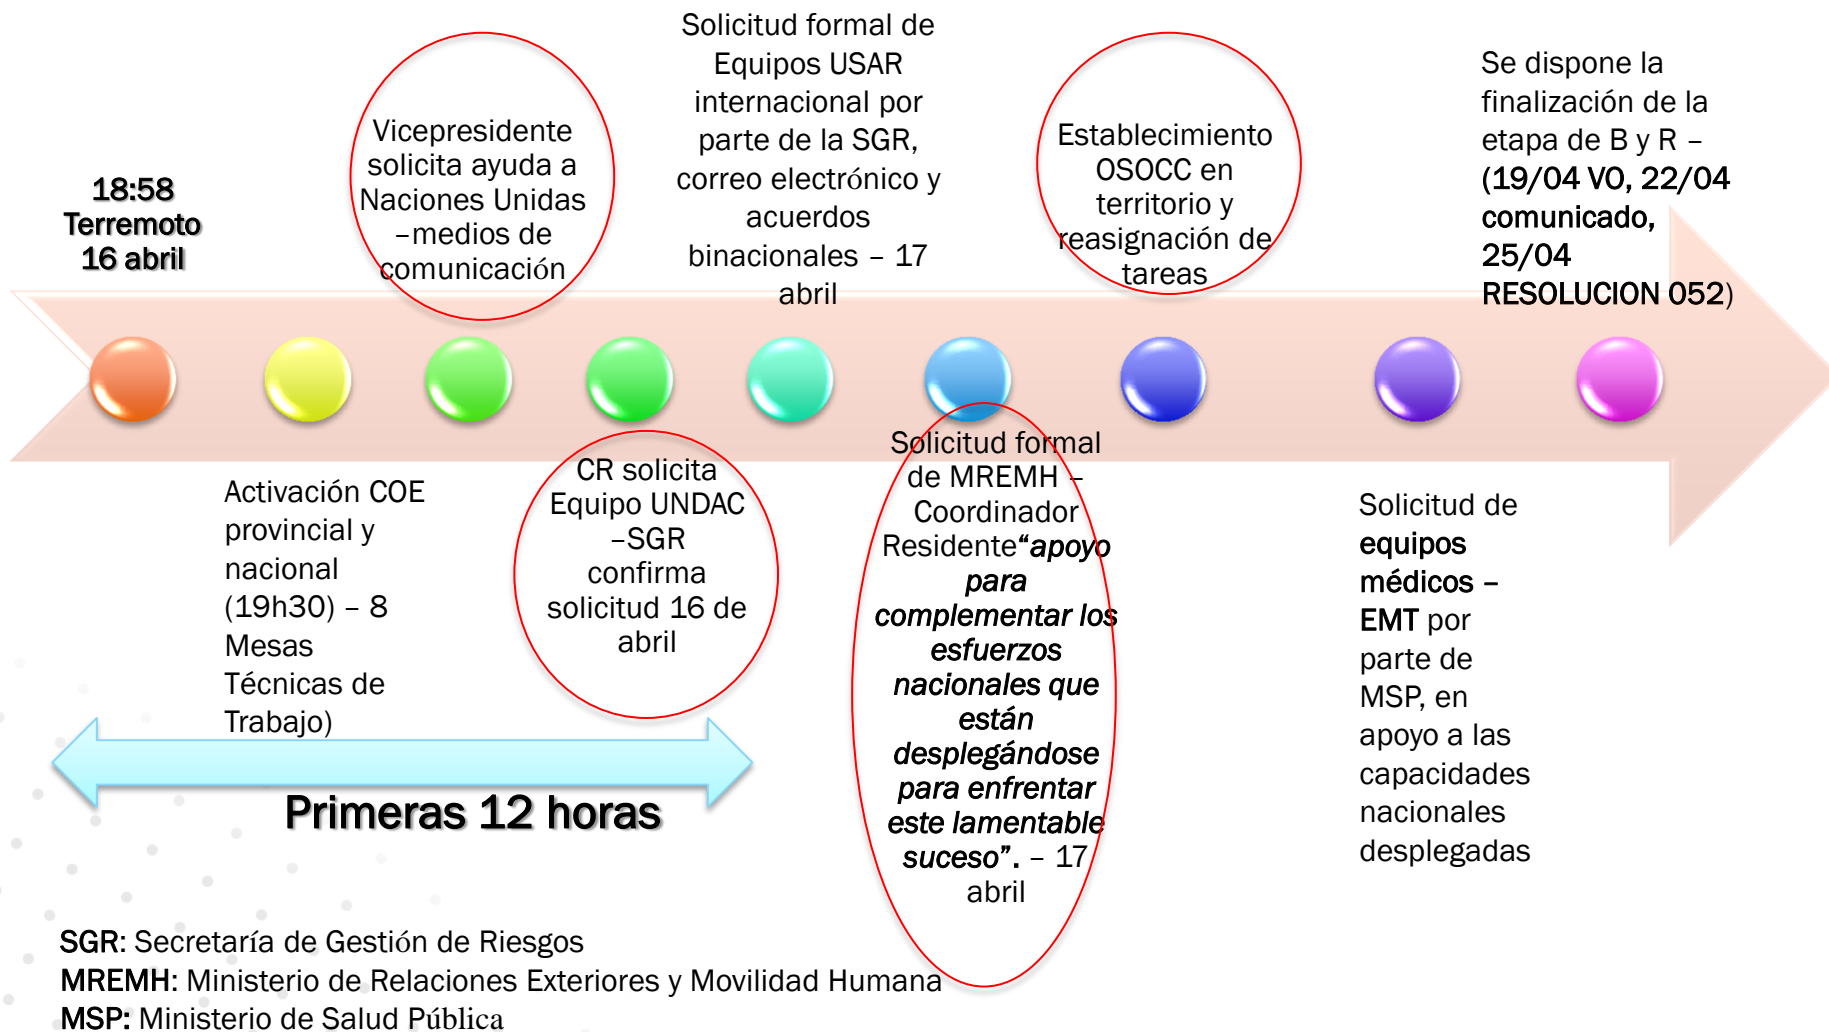 18:58
Terremoto
16 abril
Activación COE
provincial y
nacional
(19h30) – 8
Mesas
Técnicas de
Trabajo)
Vicepresidente
solicita ayuda a
Naciones Unidas
–medios de
comunicación
CR solicita
Equipo UNDAC
–SGR
confirma
solicitud 16 de
abril
Solicitud formal de
Equipos USAR
internacional por
parte de la SGR,
correo electrónico y
acuerdos
binacionales – 17
abril
Solicitud formal
de MREMH –
Coordinador
Residente“apoyo
para
complementar los
esfuerzos
nacionales que
están
desplegándose
para enfrentar
este lamentable
suceso”. – 17
abril
Establecimiento
OSOCC en
territorio y
reasignación de
tareas
Solicitud de
equipos
médicos –
EMT por
parte de
MSP, en
apoyo a las
capacidades
nacionales
desplegadas
Se dispone la
finalización de la
etapa de B y R –
(19/04 VO, 22/04
comunicado,
25/04
RESOLUCION 052)
Primeras 12 horas
SGR: Secretaría de Gestión de Riesgos
MREMH: Ministerio de Relaciones Exteriores y Movilidad Humana
MSP: Ministerio de Salud Pública